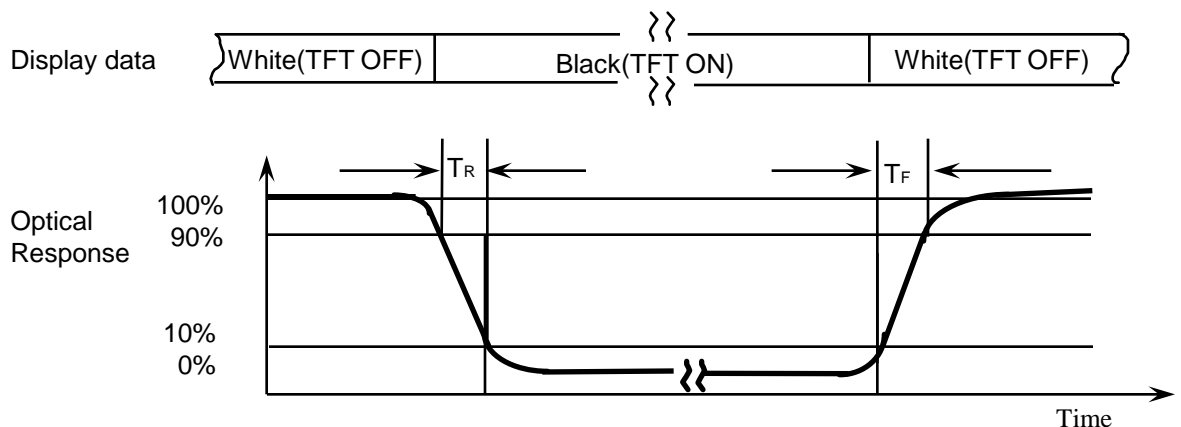 Display data White(TFT OFF) Black(TFT ON) White(TFT OFF)
TR TF
Optical
Response
100%
90%
10%
0%
Time